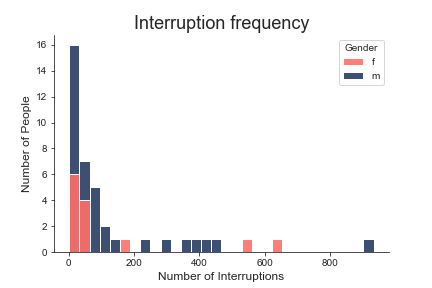 Interruption frequency
Gender
f
m
Number of People
16
14
12
10
8
6
4
2
0
0 200 400 600 800
Number of Interruptions